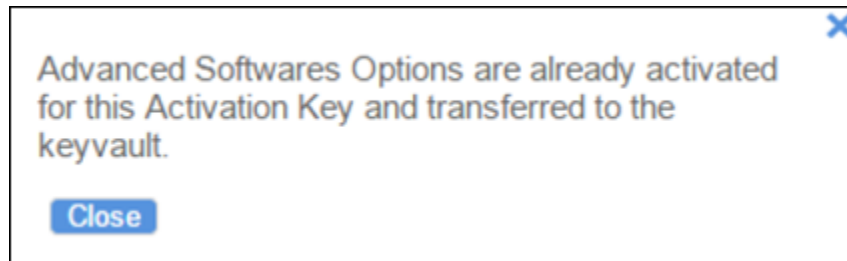 Advanced Softwares Options are already activated
for this Activation Key and transferred to the
keyvault.
Close